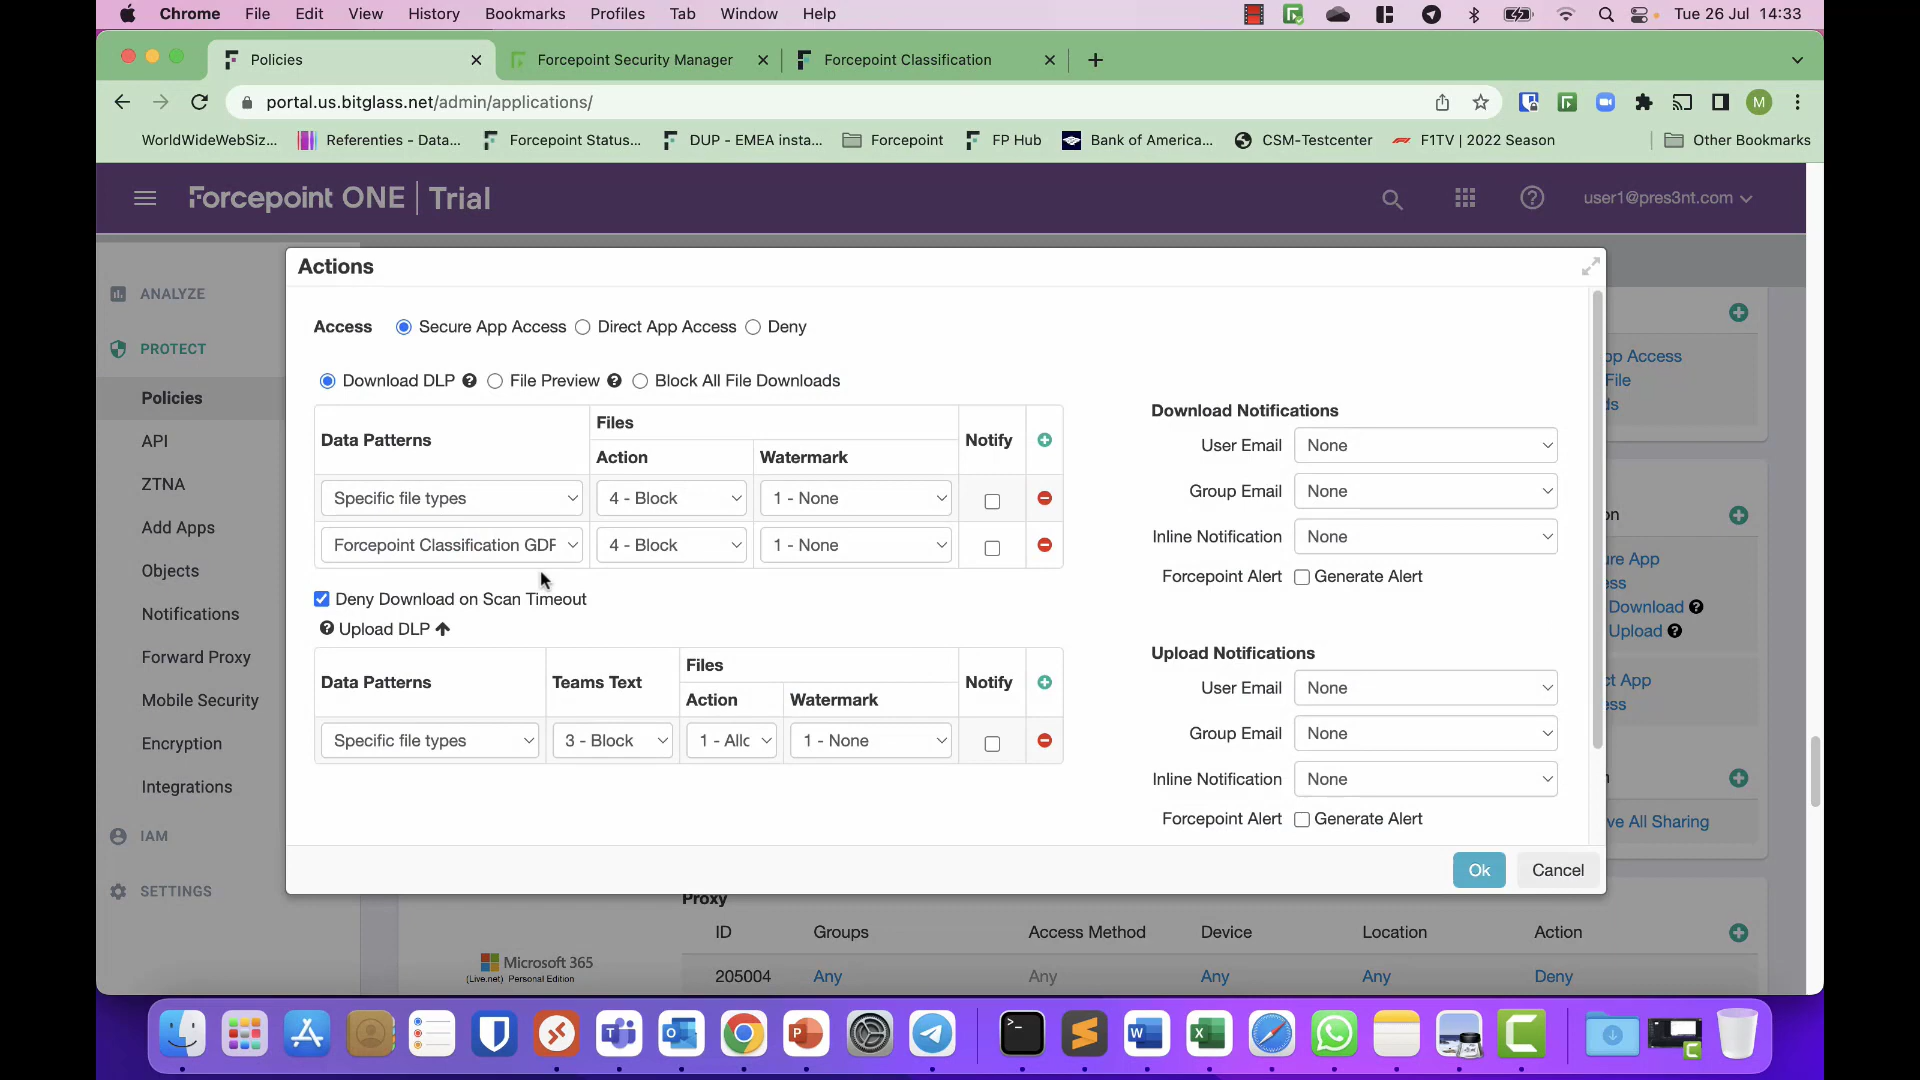 Chrome File Edit View History Bookmarks Profiles Tab Window Help Tue 26 Jul 14:33
Policies Forcepoint Security Manager Forcepoint Classification
portal.us.bitglass.net/admin/applications/ M
WorldWideWebSiz... Referenties - Data... Forcepoint Status... DUP - EMEA insta... Forcepoint FP Hub Bank of America... CSM-Testcenter F1TV | 2022 Season Other Bookmarks
Forcepoint ONE | Trial user1@pres3nt.com
Actions
ANALYZE
PROTECT
Policies
API
ZTNA
Add Apps
Objects
Notifications
Forward Proxy
Mobile Security
Encryption
Integrations
IAM
SETTINGS
Access Secure App Access Direct App Access Deny
Download DLP File Preview Block All File Downloads
Data Patterns Files Notify
Action Watermark
Specific file types 4 - Block 1 - None
Forcepoint Classification GDF 4 - Block 1 - None
Deny Download on Scan Timeout
Upload DLP
Data Patterns Teams Text Files Notify
Action Watermark
Specific file types 3 - Block 1 - Allc 1 - None
Download Notifications
User Email None
Group Email None
Inline Notification None
Forcepoint Alert Generate Alert
Upload Notifications
User Email None
Group Email None
Inline Notification None
Forcepoint Alert Generate Alert
Ok Cancel
pp Access
File
ds
on
ure App
ess
Download
Upload
ct App
ess
n
ve All Sharing
Proxy
ID Groups Access Method Device Location Action
205004 Any Any Any Any Deny
Microsoft 365
(Live.net) Personal Edition